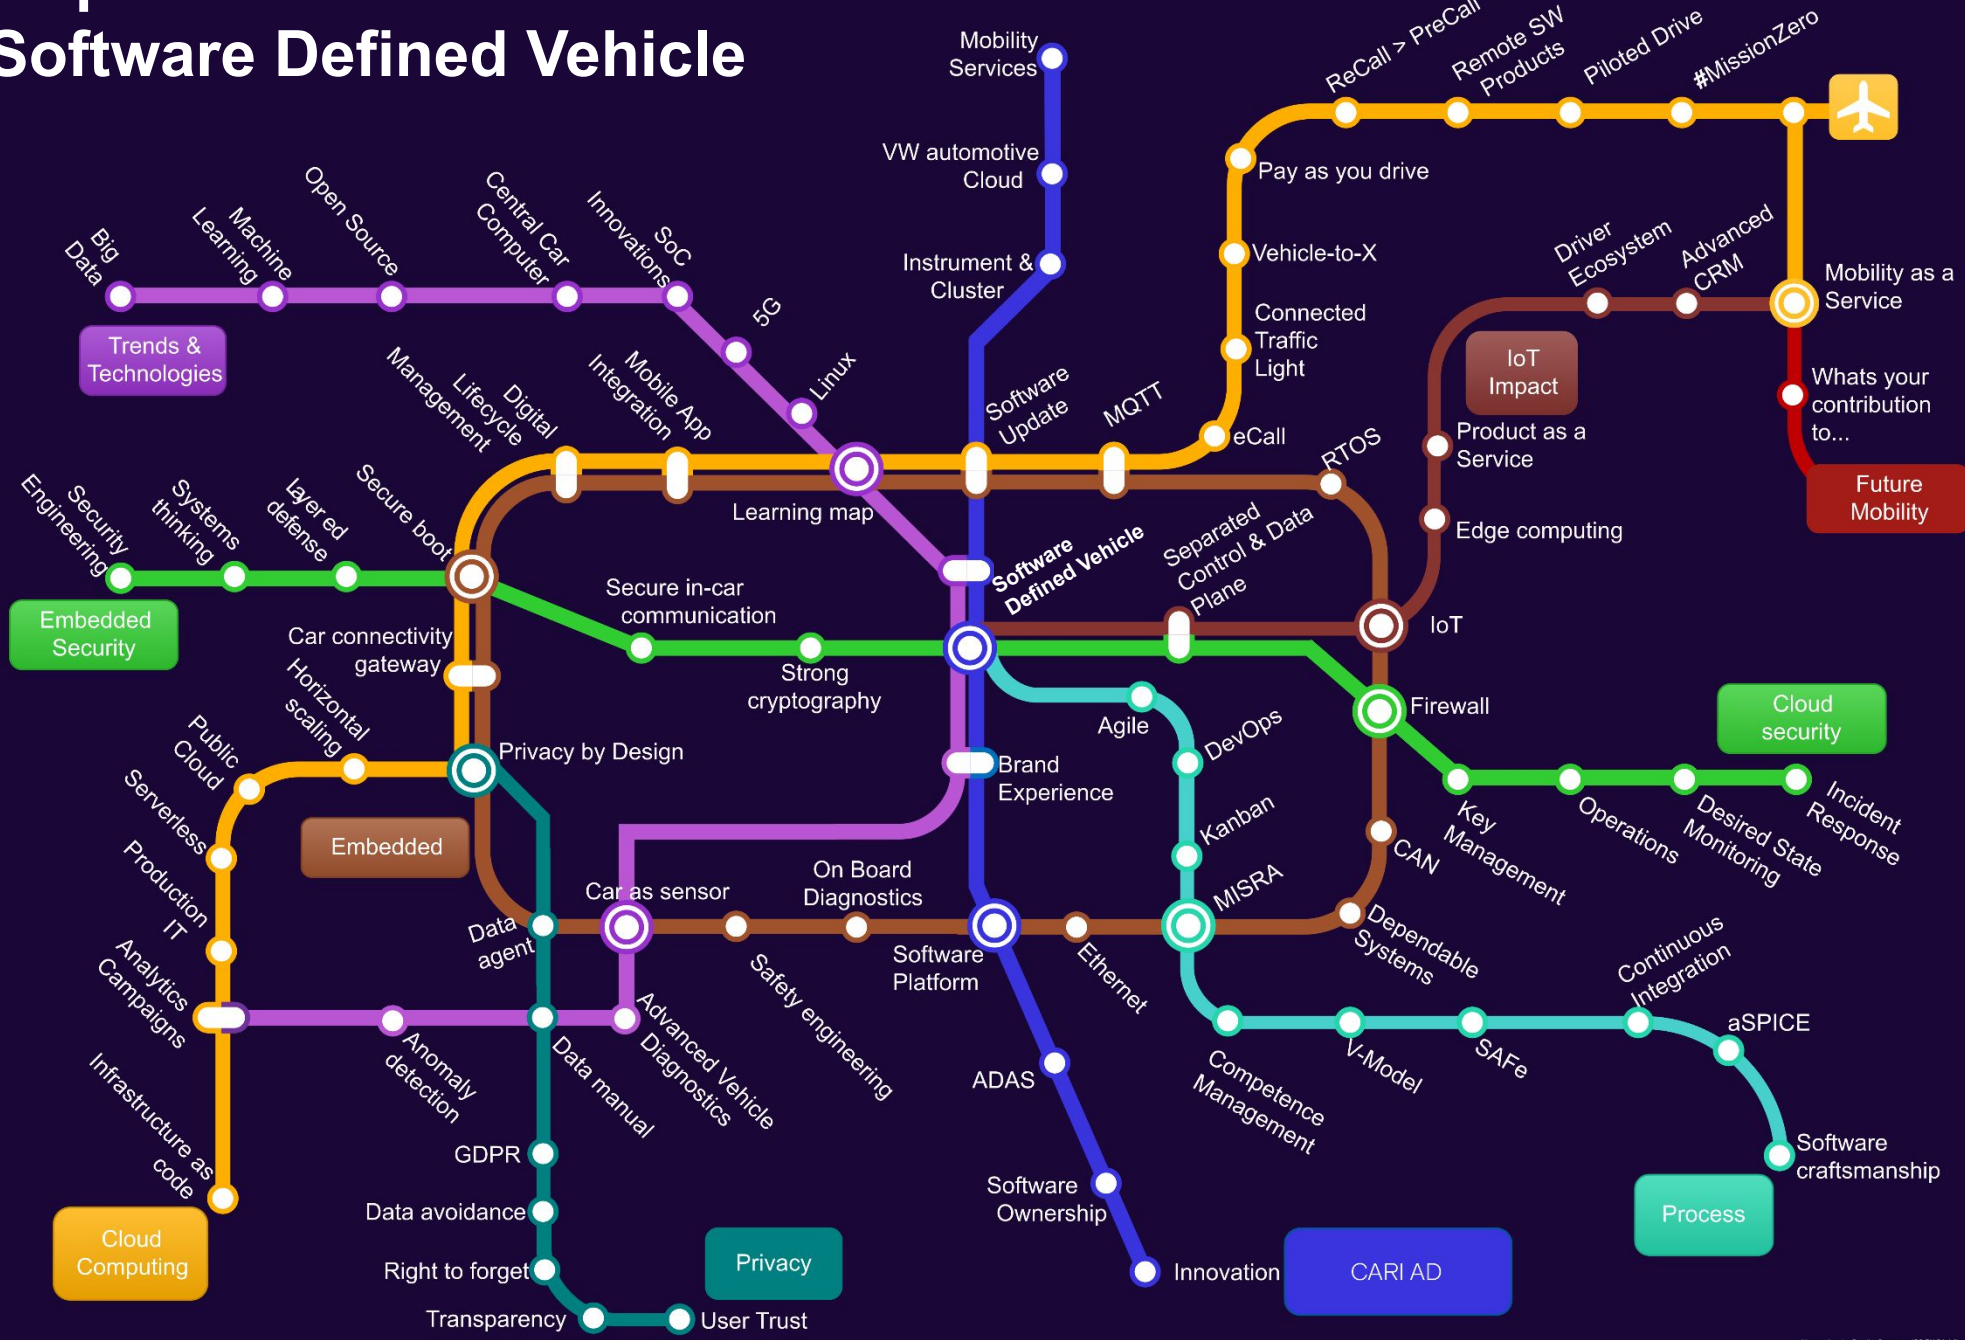 Software Defined Vehicle
Mobility
Services
VW automotive
Cloud
Instrument &
Cluster
ReCall > PreCall
Remote SW
Products
Piloted Drive
#MissionZero
Pay as you drive
Vehicle-to-X
Connected
Traffic
Light
eCall
Driver
Ecosystem
Advanced
CRM
Mobility as a
Service
IoT
Impact
Whats your
contribution
to...
Future
Mobility
Product as a
Service
Edge computing
IoT
Big
Data
Machine
Learning
Open Source
Central Car
Computer
SoC
Innovations
5G
Linux
Trends &
Technologies
Digital
Lifecycle
Management
Mobile App
Integration
Learning map
Software
Update
MQTT
RTOS
Security
Engineering
Systems
thinking
Layered
defense
Secure boot
Embedded
Security
Secure in-car
communication
Strong
cryptography
Software
Defined Vehicle
Separated
Control & Data
Plane
Firewall
Cloud
security
Key
Management
Operations
Desired State
Monitoring
Incident
Response
Car connectivity
gateway
Horizontal
scaling
Public
Cloud
Serverless
Production
IT
Analytics
Campaigns
Infrastructure as
code
Cloud
Computing
Privacy by Design
Embedded
Brand
Experience
Agile
DevOps
Kanban
MISRA
CAN
Dependable
Systems
Car as sensor
On Board
Diagnostics
Data
agent
Safety engineering
Software
Platform
Ethernet
Anomaly
detection
Data manual
Advanced Vehicle
Diagnostics
GDPR
Data avoidance
Right to forget
Transparency
User Trust
Privacy
ADAS
Software
Ownership
Innovation
CARI AD
Competence
Management
V-Model
SAFe
Continuous
Integration
aSPICE
Software
craftsmanship
Process